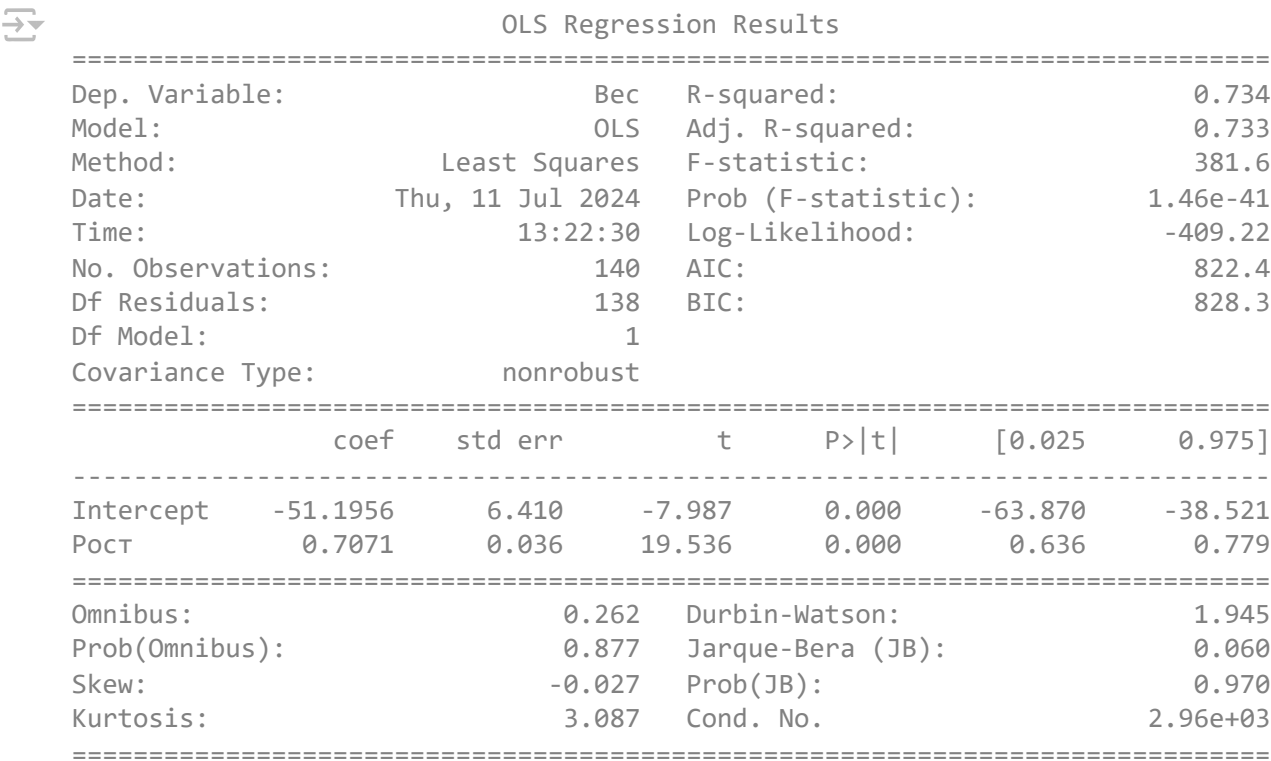 OLS Regression Results
==============================================================================
Dep. Variable: Вес R-squared: 0.734
Model: OLS Adj. R-squared: 0.733
Method: Least Squares F-statistic: 381.6
Date: Thu, 11 Jul 2024 Prob (F-statistic): 1.46e-41
Time: 13:22:30 Log-Likelihood: -409.22
No. Observations: 140 AIC: 822.4
Df Residuals: 138 BIC: 828.3
Df Model: 1
Covariance Type: nonrobust
==============================================================================
coef std err t P>|t| [0.025 0.975]
------------------------------------------------------------------------------
Intercept -51.1956 6.410 -7.987 0.000 -63.870 -38.521
Рост 0.7071 0.036 19.536 0.000 0.636 0.779
==============================================================================
Omnibus: 0.262 Durbin-Watson: 1.945
Prob(Omnibus): 0.877 Jarque-Bera (JB): 0.060
Skew: -0.027 Prob(JB): 0.970
Kurtosis: 3.087 Cond. No. 2.96e+03
==============================================================================